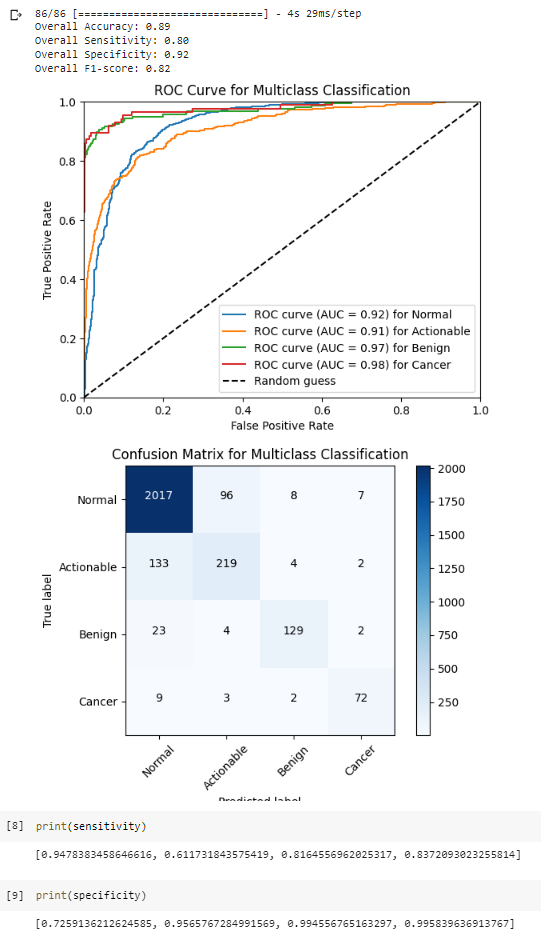 86/86 [==============================] - 4s 29ms/step
Overall Accuracy: 0.89
Overall Sensitivity: 0.80
Overall Specificity: 0.92
Overall F1-score: 0.82
ROC Curve for Multiclass Classification
1.0
0.8
0.6
0.4
0.2
0.0
True Positive Rate
ROC curve (AUC = 0.92) for Normal
ROC curve (AUC = 0.91) for Actionable
ROC curve (AUC = 0.97) for Benign
ROC curve (AUC = 0.98) for Cancer
Random guess
0.0 0.2 0.4 0.6 0.8 1.0
False Positive Rate
Confusion Matrix for Multiclass Classification
True label
Normal 2017 96 8 7
Actionable 133 219 4 2
Benign 23 4 129 2
Cancer 9 3 2 72
Normal Actionable Benign Cancer
Predicted label
2000
1750
1500
1250
1000
750
500
250
[8] print(sensitivity)
[0.9478383458646616, 0.611731843575419, 0.8164556962025317, 0.8372093023255814]
[9] print(specificity)
[0.7259136212624585, 0.9565767284991569, 0.994556765163297, 0.995839636913767]